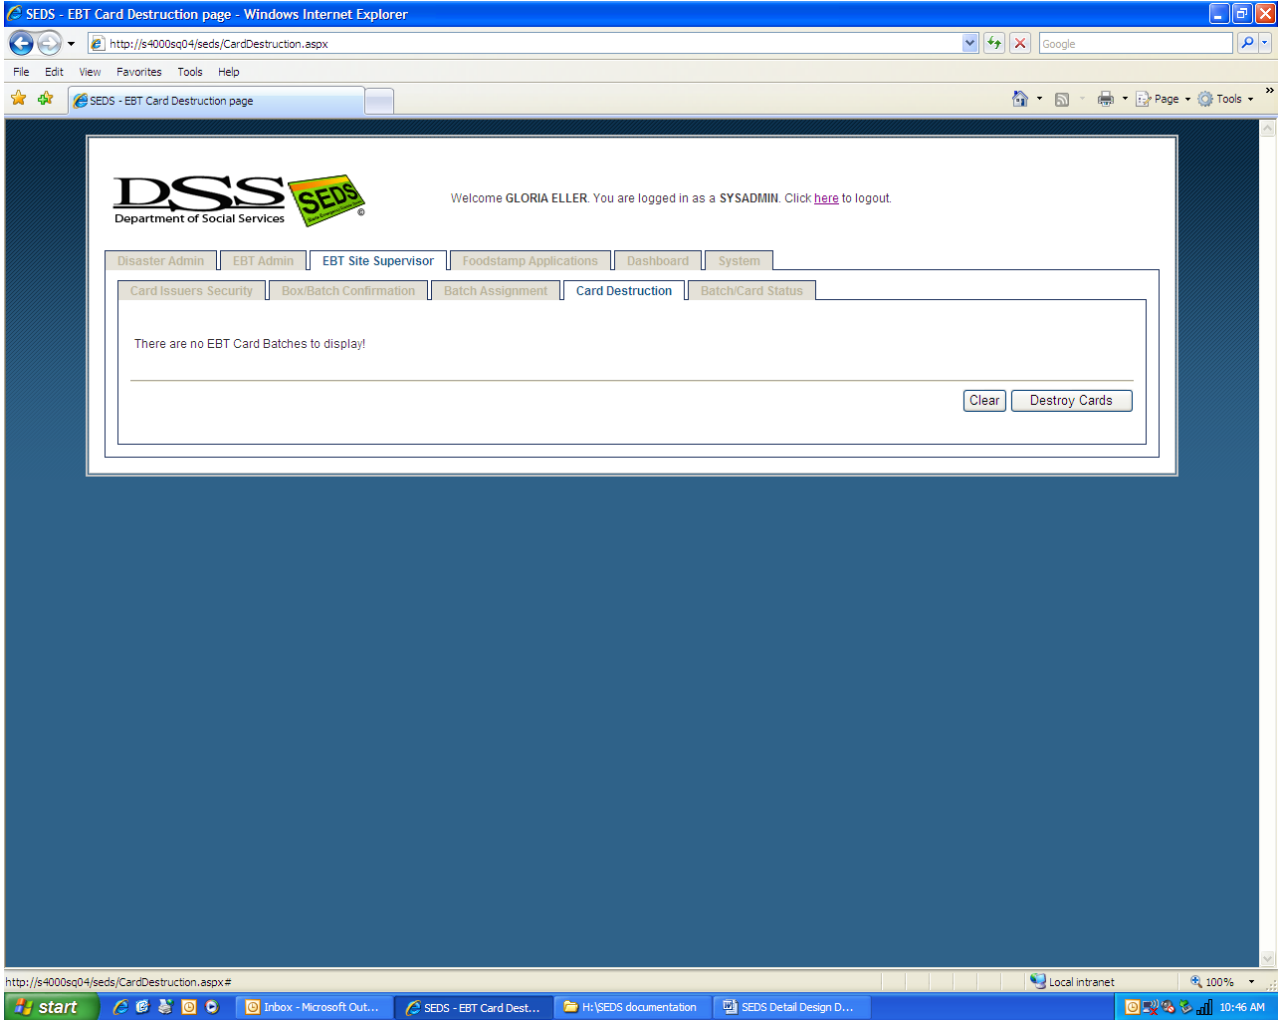 SEDS - EBT Card Destruction page - Windows Internet Explorer
http://s4000sq04/seds/CardDestruction.aspx
Google
File Edit View Favorites Tools Help
SEDS - EBT Card Destruction page
Page Tools »
DSS SEDS
Department of Social Services ©
Welcome GLORIA ELLER. You are logged in as a SYSADMIN. Click here to logout.
Disaster Admin EBT Admin EBT Site Supervisor Foodstamp Applications Dashboard System
Card Issuers Security Box/Batch Confirmation Batch Assignment Card Destruction Batch/Card Status
There are no EBT Card Batches to display!
Clear Destroy Cards
http://s4000sq04/seds/CardDestruction.aspx#
Local intranet 100%
start Inbox - Microsoft Out... SEDS - EBT Card Dest... H:\SEDS documentation SEDS Detail Design D... 10:46 AM